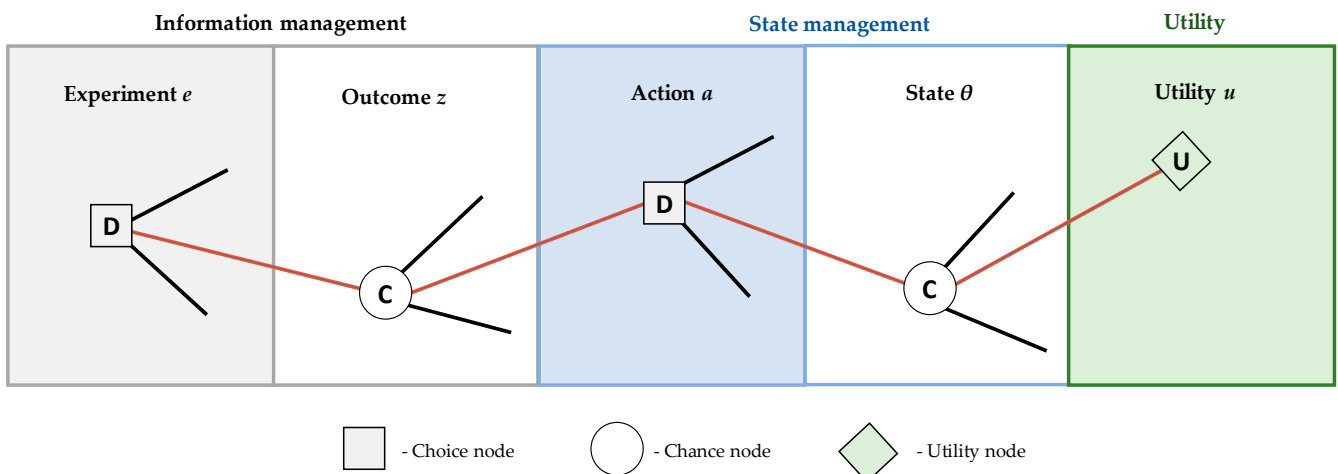 Information management
State management
Utility
Experiment e
Outcome z
Action a
State θ
Utility u
D
C
D
C
U
- Choice node
- Chance node
- Utility node